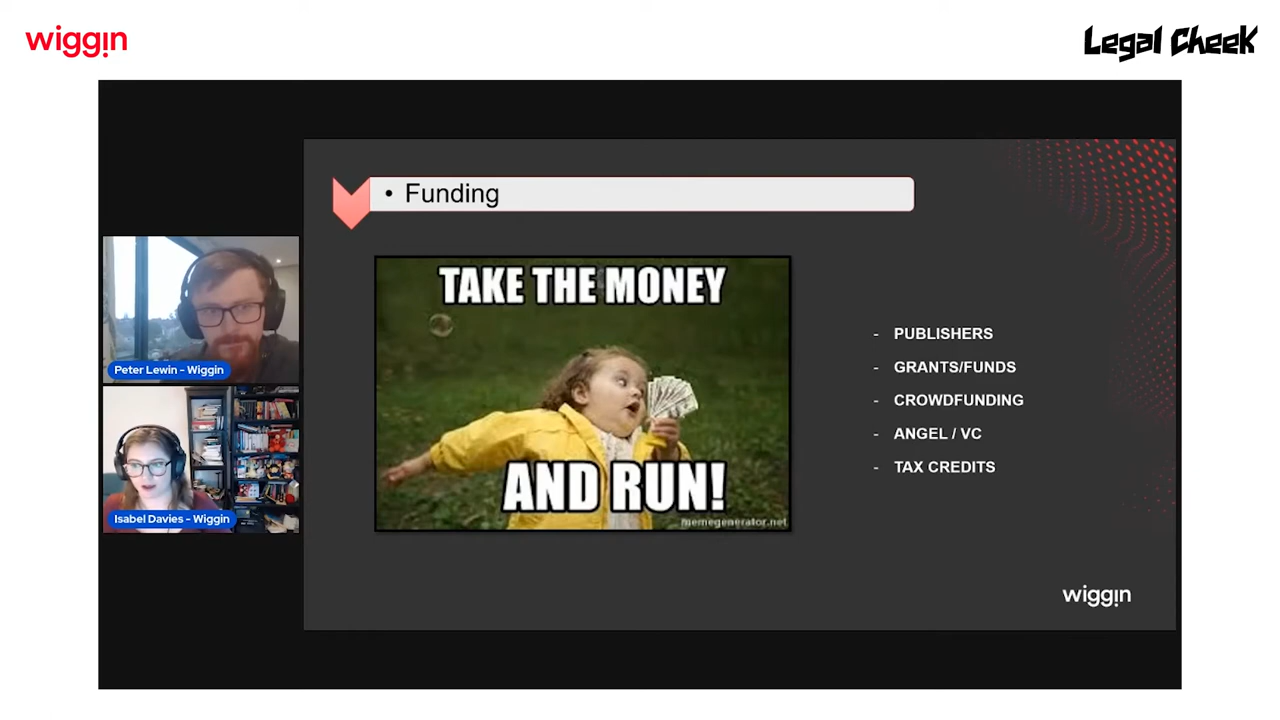 wiggin
Legal Cheek
• Funding
TAKE THE MONEY
AND RUN!
memegenerator.net
- PUBLISHERS
- GRANTS/FUNDS
- CROWDFUNDING
- ANGEL / VC
- TAX CREDITS
Peter Lewin - Wiggin
Isabel Davies - Wiggin
wiggin